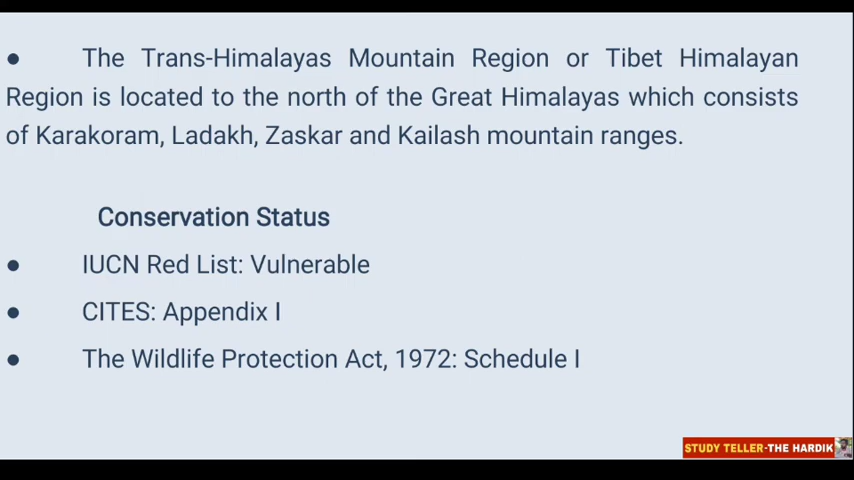 ● The Trans-Himalayas Mountain Region or Tibet Himalayan
Region is located to the north of the Great Himalayas which consists
of Karakoram, Ladakh, Zaskar and Kailash mountain ranges.
Conservation Status
● IUCN Red List: Vulnerable
● CITES: Appendix I
● The Wildlife Protection Act, 1972: Schedule I
STUDY TELLER-THE HARDIK